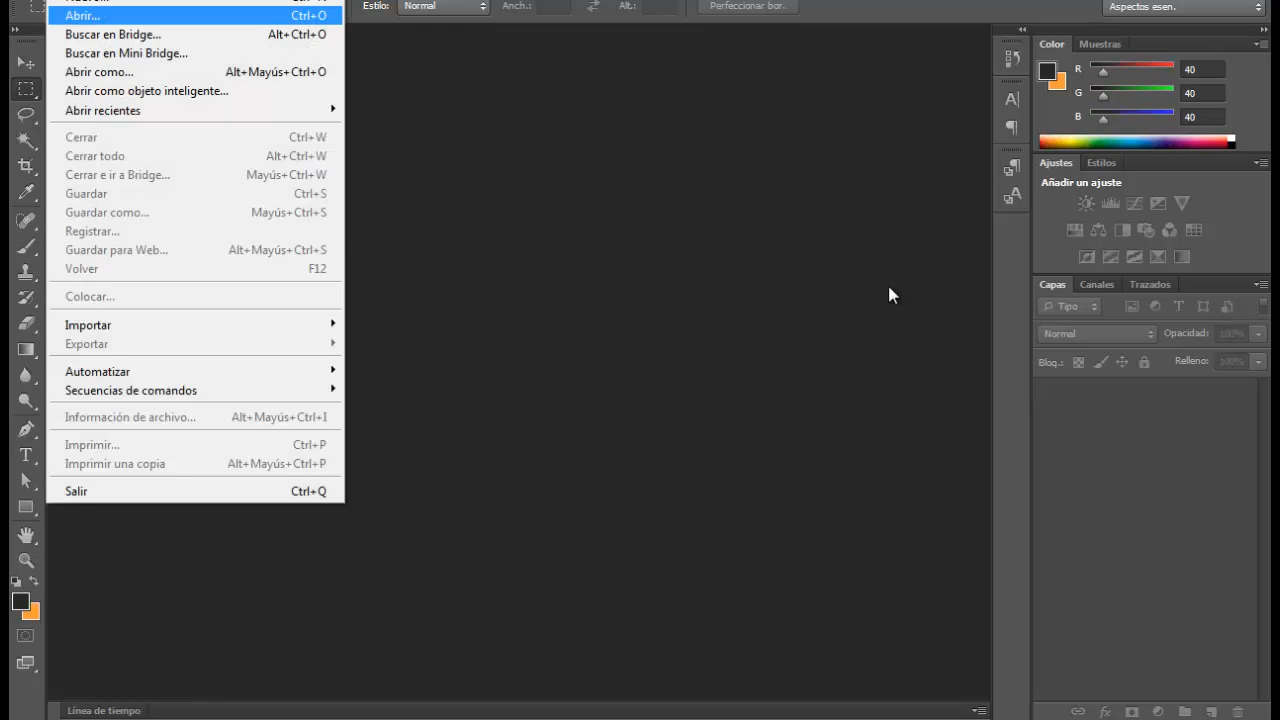 Estilo: Normal Anch.: Alt.: Perfeccionar bor... Aspectos esen.
Abrir... Ctrl+O
Buscar en Bridge... Alt+Ctrl+O
Buscar en Mini Bridge...
Abrir como... Alt+Mayús+Ctrl+O
Abrir como objeto inteligente...
Abrir recientes
Cerrar Ctrl+W
Cerrar todo Alt+Ctrl+W
Cerrar e ir a Bridge... Mayús+Ctrl+W
Guardar Ctrl+S
Guardar como... Mayús+Ctrl+S
Registrar...
Guardar para Web... Alt+Mayús+Ctrl+S
Volver F12
Colocar...
Importar
Exportar
Automatizar
Secuencias de comandos
Información de archivo... Alt+Mayús+Ctrl+I
Imprimir... Ctrl+P
Imprimir una copia Alt+Mayús+Ctrl+P
Salir Ctrl+Q
Color Muestras
R 40
G 40
B 40
Ajustes Estilos
Añadir un ajuste
Capas Canales Trazados
Tipo
Normal Opacidad: 100%
Bloq.: Relleno: 100%
Línea de tiempo